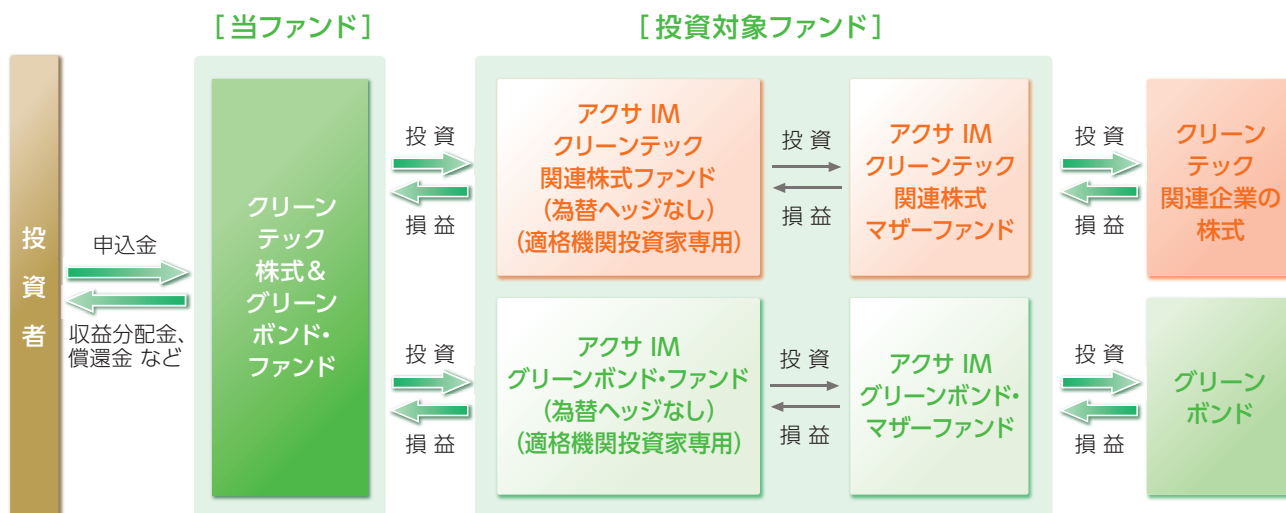 [当ファンド]
[投資対象ファンド]
投資者
申込金
収益分配金、
償還金 など
クリーン
テック
株式&
グリーン
ボンド・
ファンド
投資
損益
アクサ IM
クリーンテック
関連株式ファンド
(為替ヘッジなし)
(適格機関投資家専用)
投資
損益
アクサ IM
クリーンテック
関連株式
マザーファンド
投資
損益
クリーン
テック
関連企業の
株式
投資
損益
アクサ IM
グリーンボンド・ファンド
(為替ヘッジなし)
(適格機関投資家専用)
投資
損益
アクサ IM
グリーンボンド・
マザーファンド
投資
損益
グリーン
ボンド